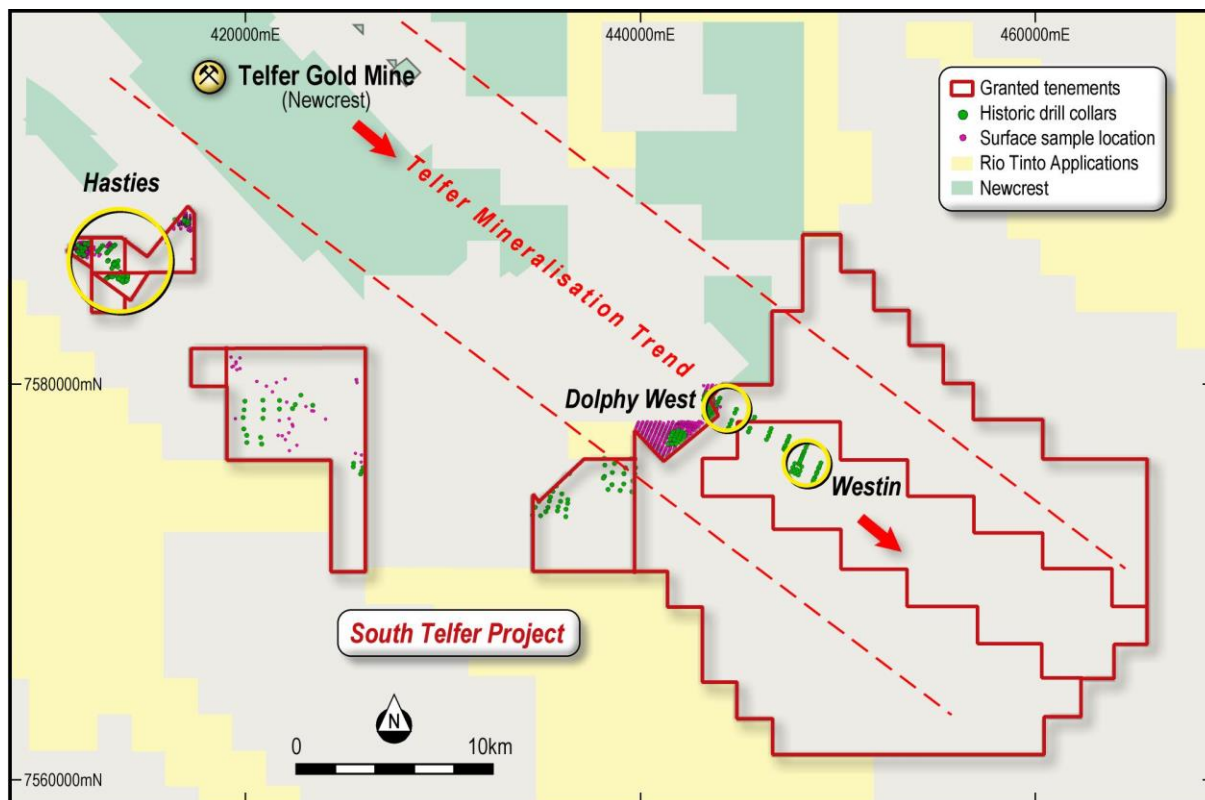 420000mE
440000mE
460000mE
Telfer Gold Mine
(Newcrest)
Granted tenements
Historic drill collars
Surface sample location
Rio Tinto Applications
Newcrest
Hasties
Telfer Mineralisation Trend
7580000mN
Dolphy West
Westin
South Telfer Project
N
0
10km
7560000mN